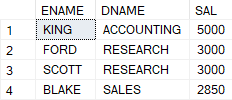 ENAME DNAME SAL
1 KING ACCOUNTING 5000
2 FORD RESEARCH 3000
3 SCOTT RESEARCH 3000
4 BLAKE SALES 2850